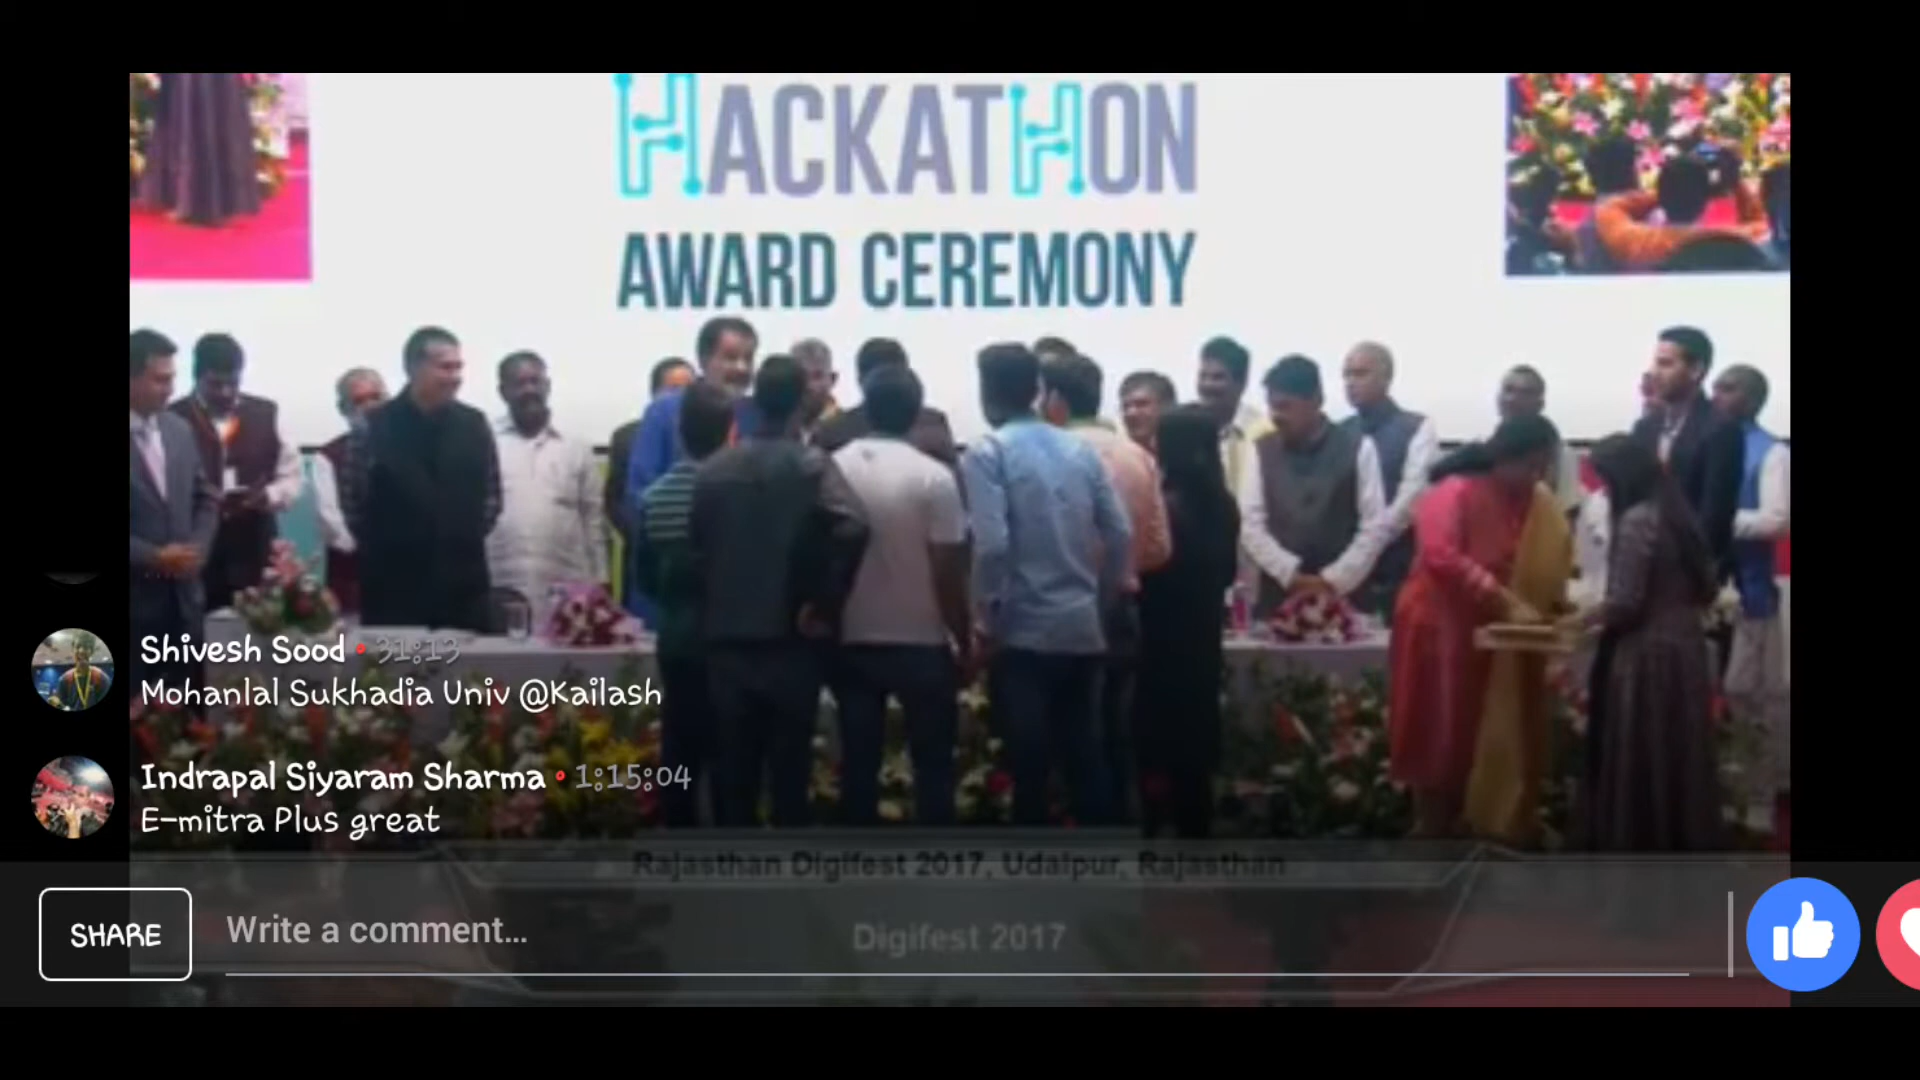 HACKATHON
AWARD CEREMONY
Shivesh Sood • 31:13
Mohanlal Sukhadia Univ @Kailash
Indrapal Siyaram Sharma • 1:15:04
E-mitra Plus great
Rajasthan Digifest 2017, Udaipur, Rajasthan
SHARE
Write a comment...
Digifest 2017